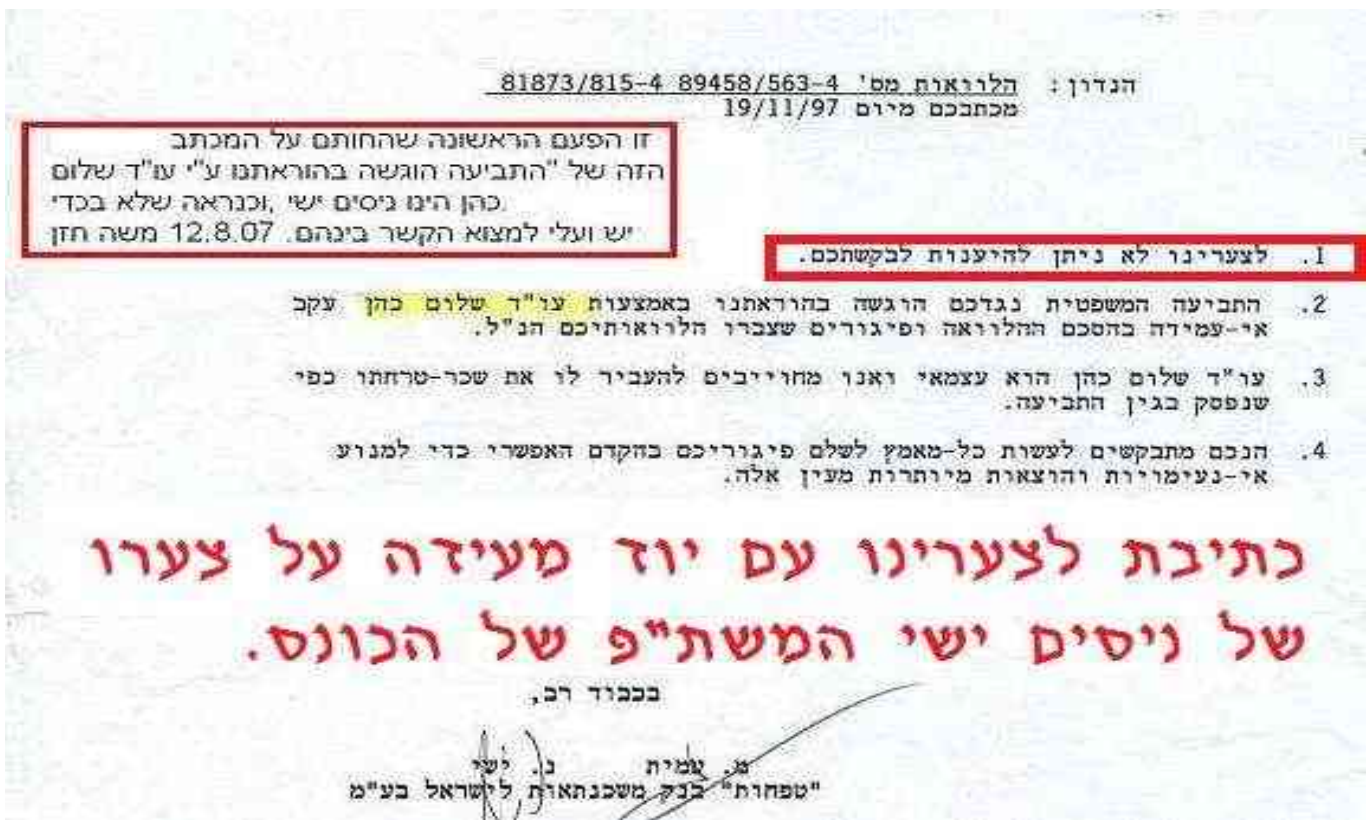 הנדון: הלוואות מס' 81873/815-4 89458/563-4
מכתבכם מיום 19/11/97
זו הפעם הראשונה שהחותם על המכתב
הזה של "התביעה הוגשה בהוראתנו ע"י עו"ד שלום
כהן הינו ניסים ישי ,וכנראה שלא בכדי.
יש ועלי למצוא הקשר בינהם. 12.8.07 משה חזן
1. לצערינו לא ניתן להיענות לבקשתכם.
2. התביעה המשפטית נגדכם הוגשה בהוראתנו באמצעות עו"ד שלום כהן עקב
אי-עמידה בהסכם ההלוואה ופיגורים שצברו הלוואותיכם הנ"ל.
3. עו"ד שלום כהן הוא עצמאי ואנו מחוייבים להעביר לו את שכר-טרחתו כפי
שנפסק בגין התביעה.
4. הנכם מתבקשים לעשות כל-מאמץ לשלם פיגוריכם בהקדם האפשרי כדי למנוע
אי-נעימויות והוצאות מיותרות מעין אלה.
כתיבת לצערינו עם יוד מעידה על צערו
של ניסים ישי המשת"פ של הכונס.
בכבוד רב,
מ. עמית נ. ישי
"טפחות" בנק משכנתאות לישראל בע"מ